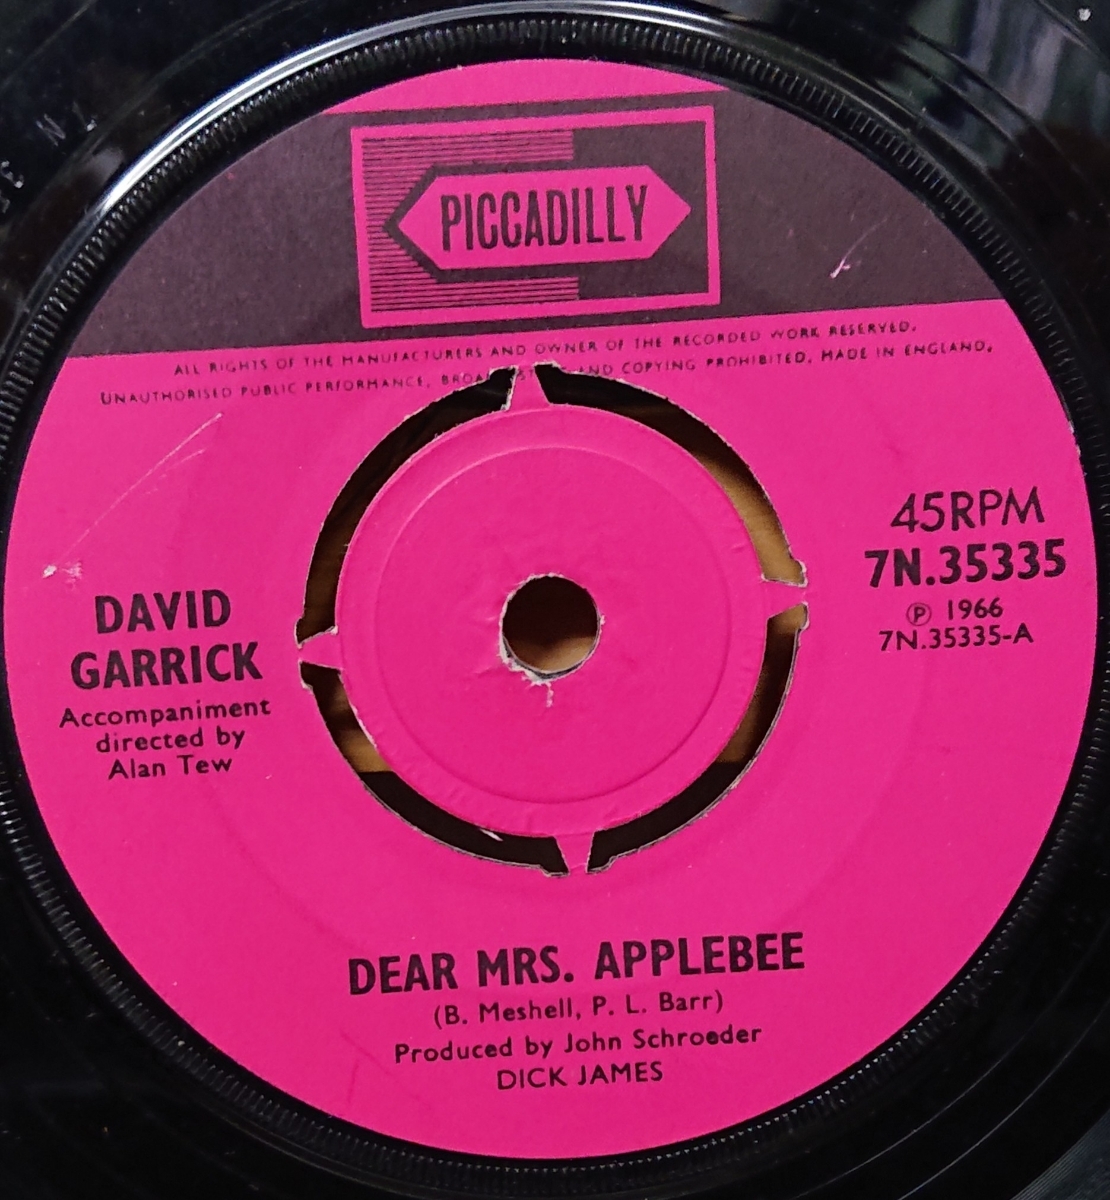 PICCADILLY
ALL RIGHTS OF THE MANUFACTURERS AND OWNER OF THE RECORDED WORK RESERVED.
UNAUTHORISED PUBLIC PERFORMANCE, AND COPYING PROHIBITED. MADE IN ENGLAND.
45RPM
7N.35335
Ⓟ 1966
7N.35335-A
DAVID
GARRICK
Accompaniment
directed by
Alan Tew
DEAR MRS. APPLEBEE
(B. Meshell, P. L. Barr)
Produced by John Schroeder
DICK JAMES